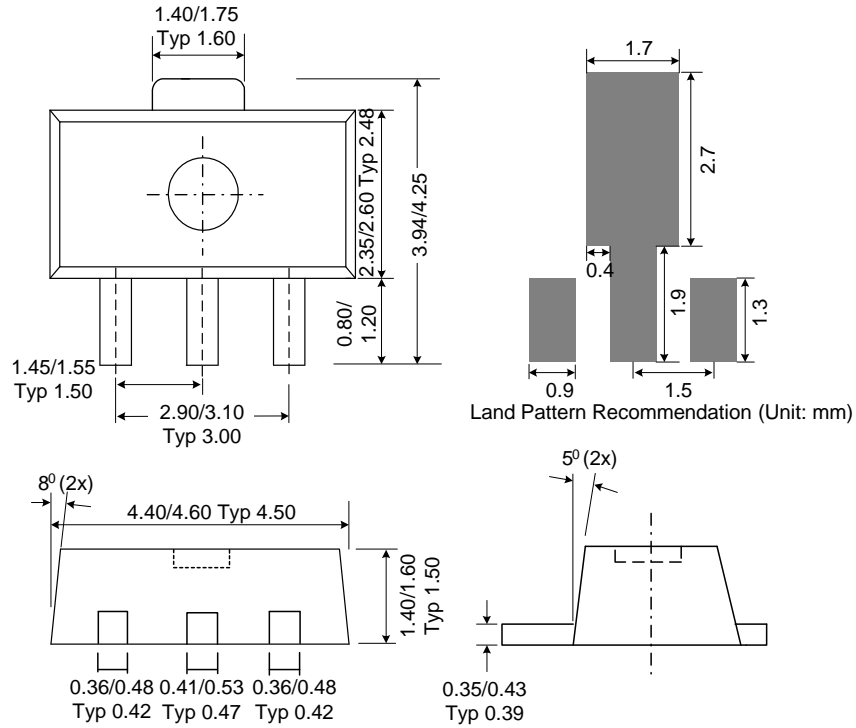 1.40/1.75
Typ 1.60
2.35/2.60 Typ 2.48
3.94/4.25
0.80/
1.20
1.45/1.55
Typ 1.50
2.90/3.10
Typ 3.00
1.7
2.7
0.4
1.9
1.3
0.9
1.5
Land Pattern Recommendation (Unit: mm)
8⁰ (2x)
4.40/4.60 Typ 4.50
1.40/1.60
Typ 1.50
0.36/0.48
Typ 0.42
0.41/0.53
Typ 0.47
0.36/0.48
Typ 0.42
5⁰ (2x)
0.35/0.43
Typ 0.39